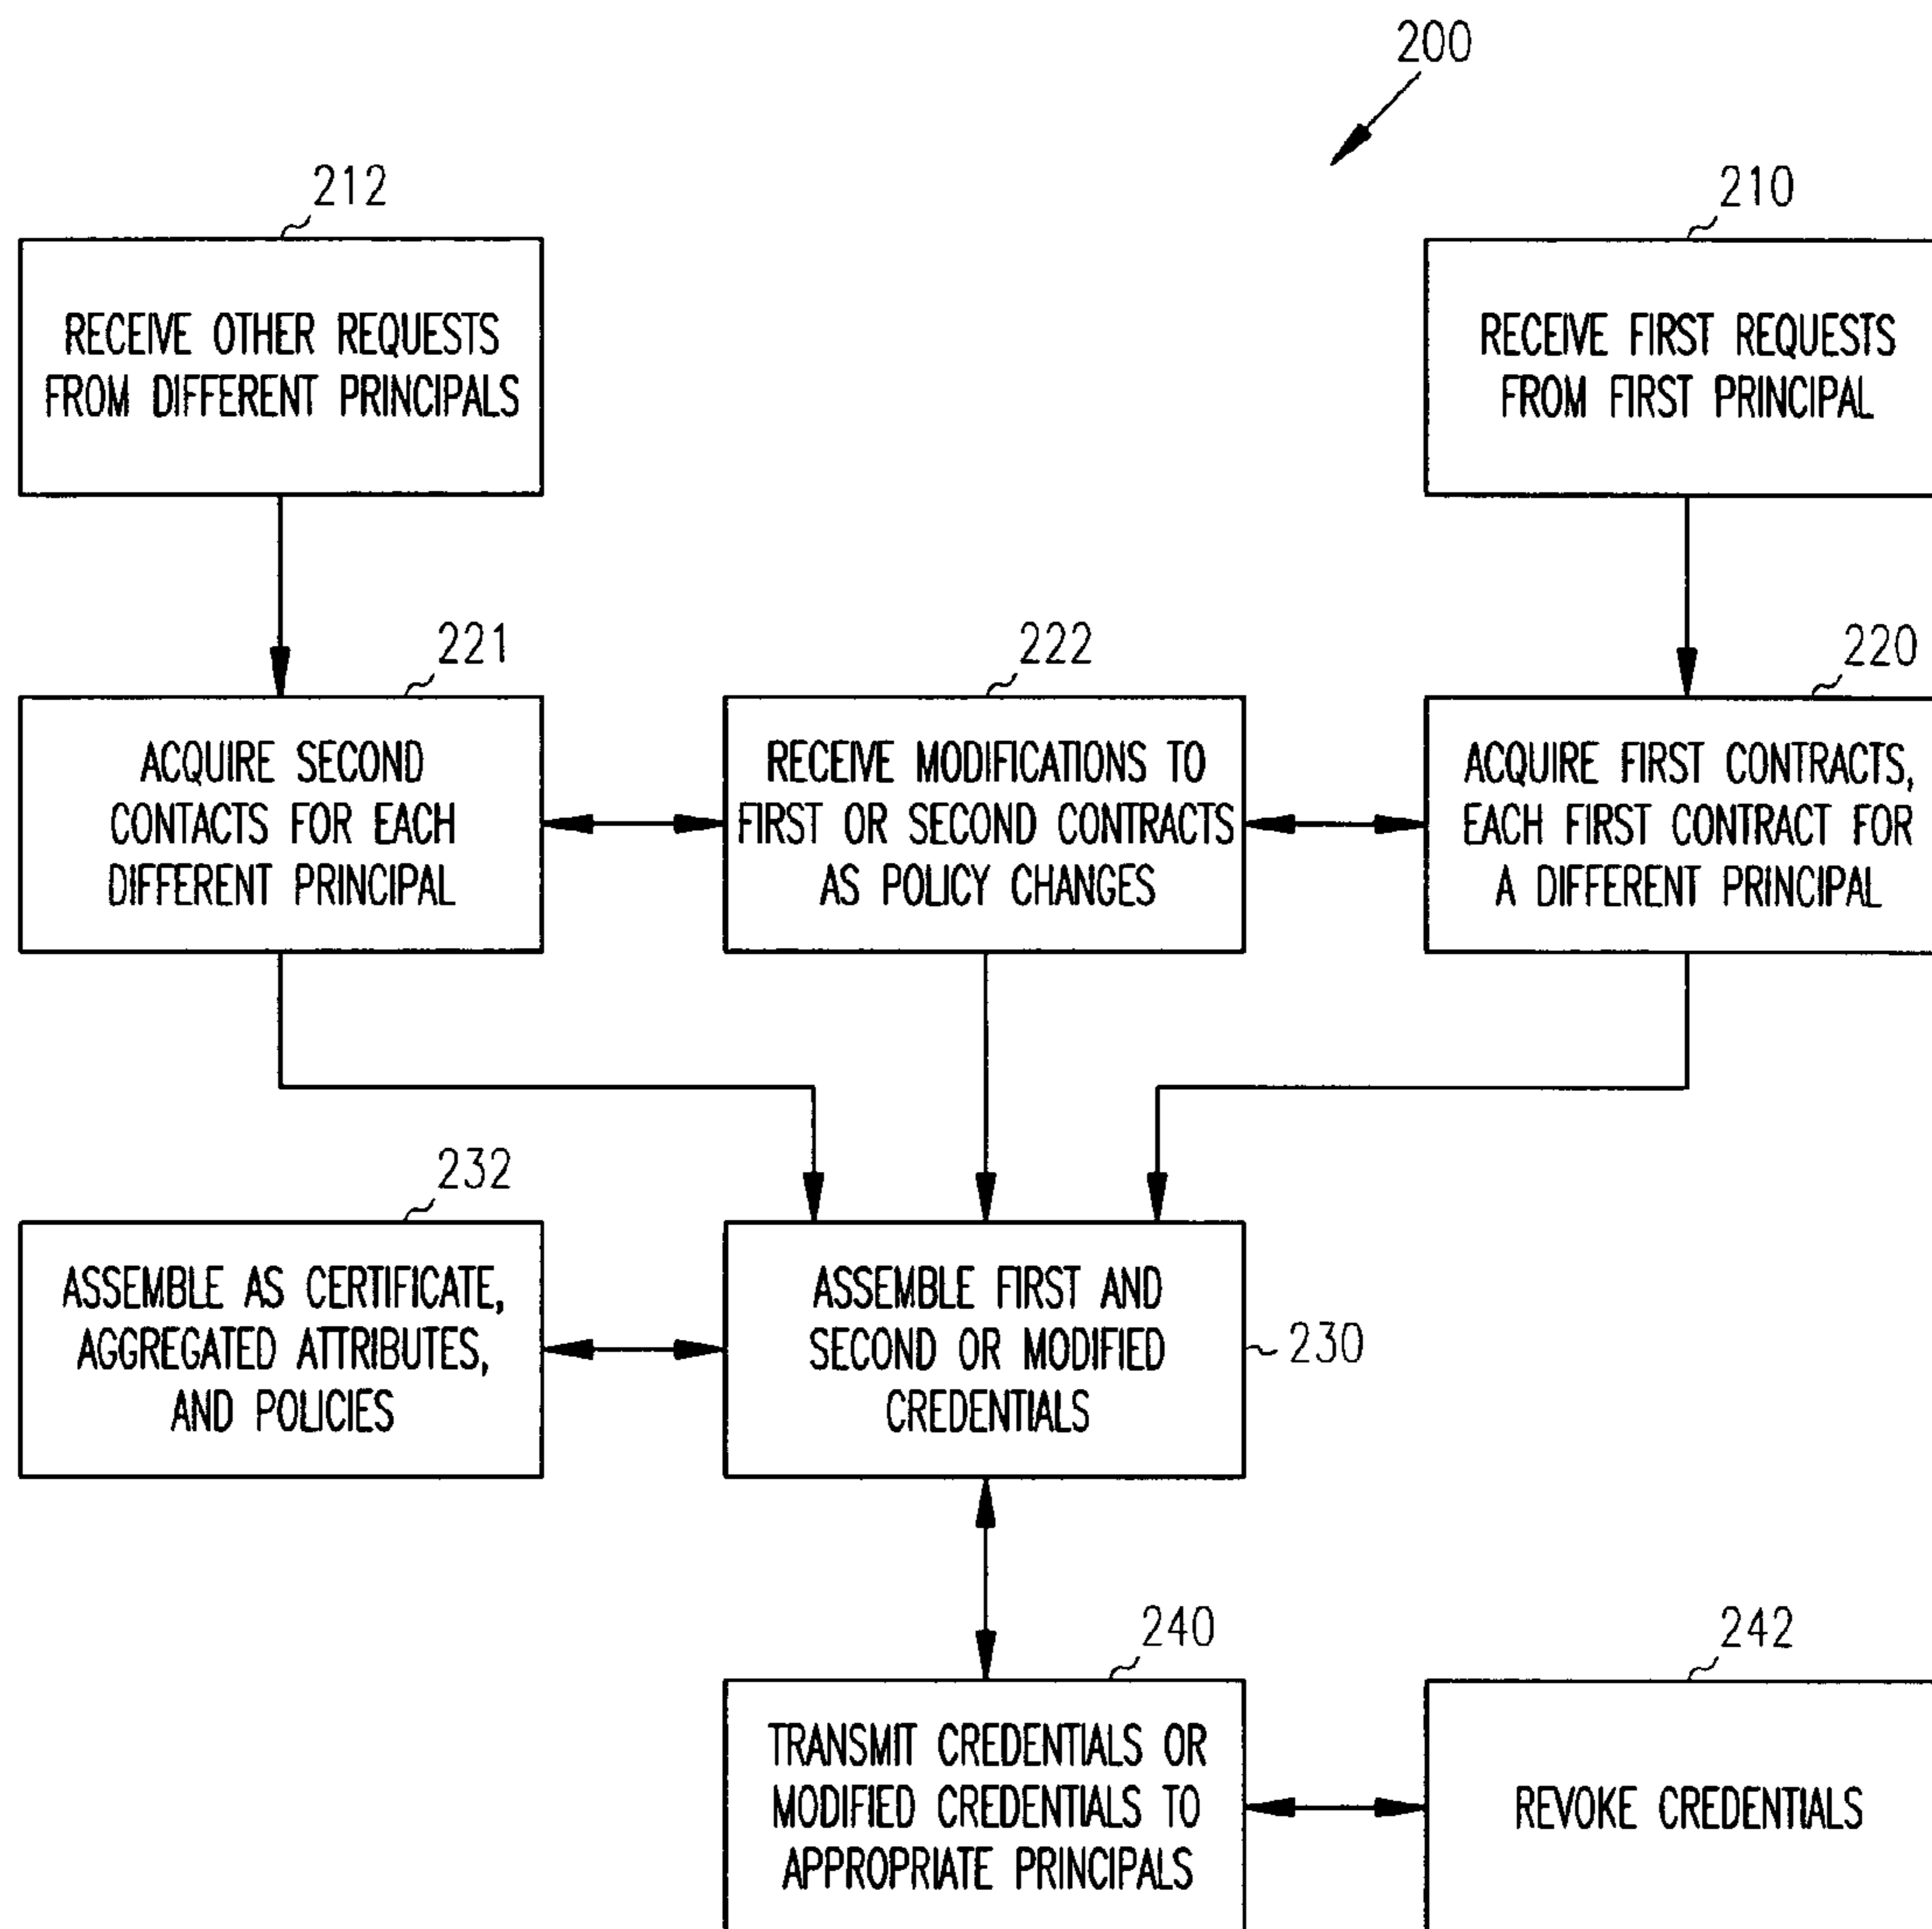 200
212
210
RECEIVE OTHER REQUESTS
FROM DIFFERENT PRINCIPALS
RECEIVE FIRST REQUESTS
FROM FIRST PRINCIPAL
221
222
220
ACQUIRE SECOND
CONTACTS FOR EACH
DIFFERENT PRINCIPAL
RECEIVE MODIFICATIONS TO
FIRST OR SECOND CONTRACTS
AS POLICY CHANGES
ACQUIRE FIRST CONTRACTS,
EACH FIRST CONTRACT FOR
A DIFFERENT PRINCIPAL
232
ASSEMBLE AS CERTIFICATE,
AGGREGATED ATTRIBUTES,
AND POLICIES
ASSEMBLE FIRST AND
SECOND OR MODIFIED
CREDENTIALS
230
240
242
TRANSMIT CREDENTIALS OR
MODIFIED CREDENTIALS TO
APPROPRIATE PRINCIPALS
REVOKE CREDENTIALS